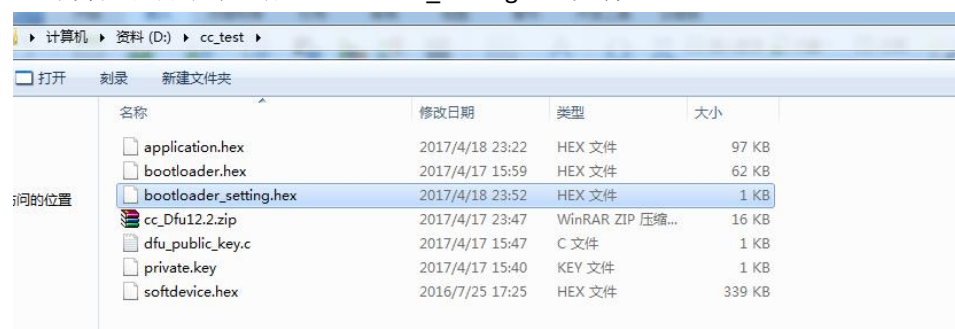 计算机 ▸ 资料 (D:) ▸ cc_test ▸
打开 刻录 新建文件夹
名称 修改日期 类型 大小
application.hex 2017/4/18 23:22 HEX 文件 97 KB
bootloader.hex 2017/4/17 15:59 HEX 文件 62 KB
问的位置 bootloader_setting.hex 2017/4/18 23:52 HEX 文件 1 KB
cc_Dfu12.2.zip 2017/4/17 23:47 WinRAR ZIP 压缩... 16 KB
dfu_public_key.c 2017/4/17 15:47 C 文件 1 KB
private.key 2017/4/17 15:40 KEY 文件 1 KB
softdevice.hex 2016/7/25 17:25 HEX 文件 339 KB